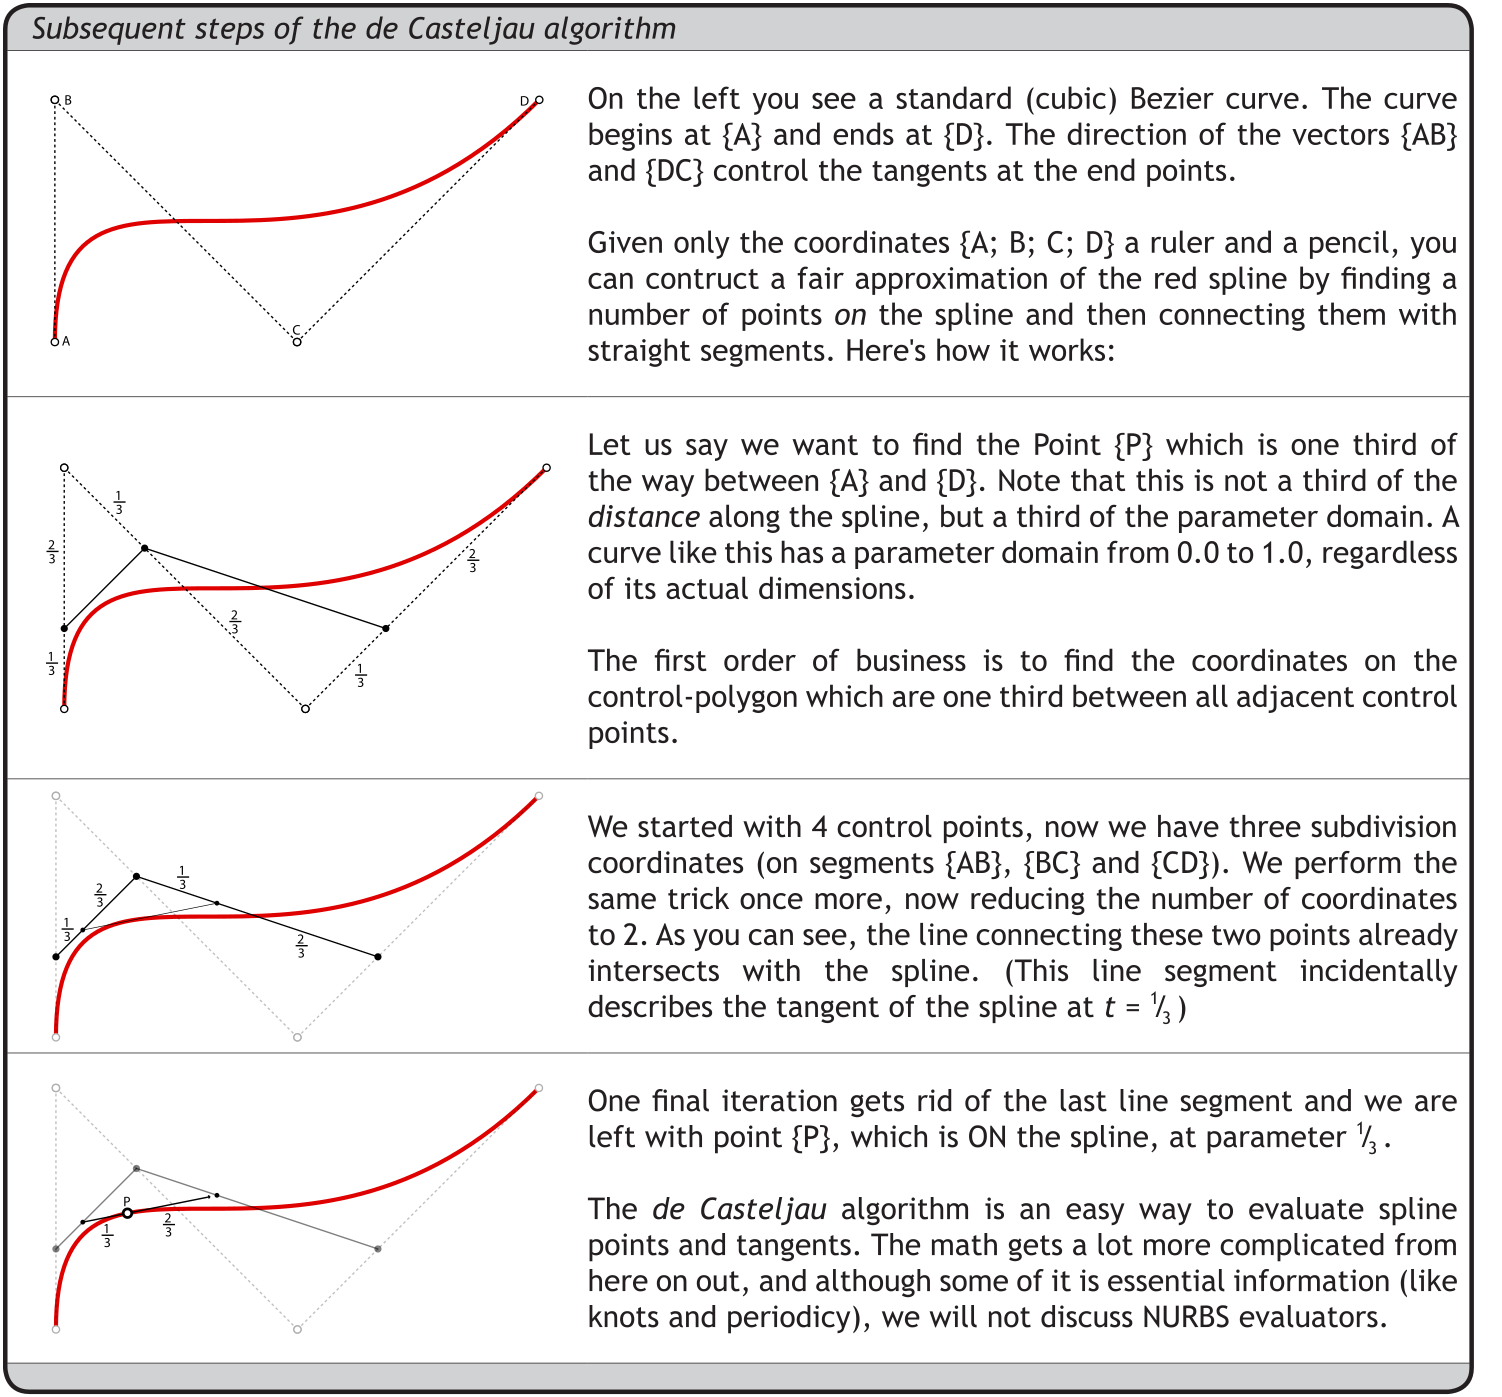 Subsequent steps of the de Casteljau algorithm
B
D
A
C
On the left you see a standard (cubic) Bezier curve. The curve
begins at {A} and ends at {D}. The direction of the vectors {AB}
and {DC} control the tangents at the end points.
Given only the coordinates {A; B; C; D} a ruler and a pencil, you
can construct a fair approximation of the red spline by finding a
number of points on the spline and then connecting them with
straight segments. Here's how it works:
1/3
2/3
2/3
2/3
1/3
1/3
Let us say we want to find the Point {P} which is one third of
the way between {A} and {D}. Note that this is not a third of the
distance along the spline, but a third of the parameter domain. A
curve like this has a parameter domain from 0.0 to 1.0, regardless
of its actual dimensions.
The first order of business is to find the coordinates on the
control-polygon which are one third between all adjacent control
points.
1/3
2/3
1/3
2/3
We started with 4 control points, now we have three subdivision
coordinates (on segments {AB}, {BC} and {CD}). We perform the
same trick once more, now reducing the number of coordinates
to 2. As you can see, the line connecting these two points already
intersects with the spline. (This line segment incidentally
describes the tangent of the spline at t = 1/3 )
P
1/3
2/3
One final iteration gets rid of the last line segment and we are
left with point {P}, which is ON the spline, at parameter 1/3 .
The de Casteljau algorithm is an easy way to evaluate spline
points and tangents. The math gets a lot more complicated from
here on out, and although some of it is essential information (like
knots and periodicy), we will not discuss NURBS evaluators.